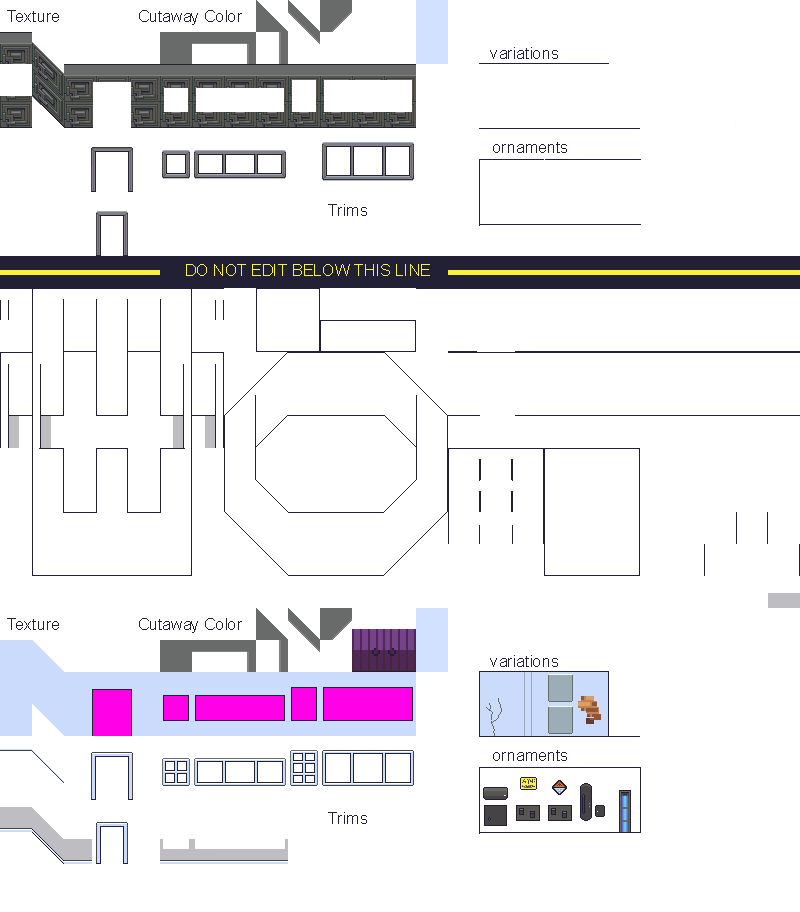 Texture
Cutaway Color
variations
ornaments
Trims
DO NOT EDIT BELOW THIS LINE
Texture
Cutaway Color
variations
ornaments
Trims